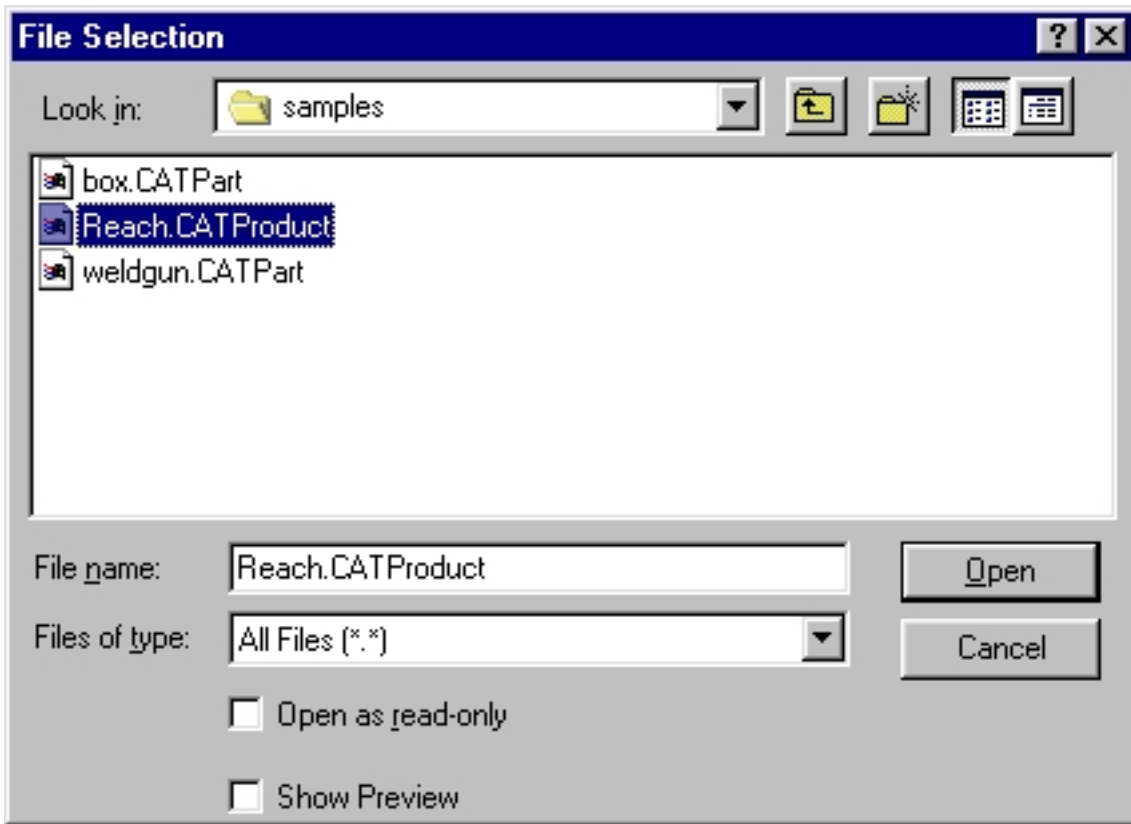 File Selection
Look in: samples
box.CATPart
Reach.CATProduct
weldgun.CATPart
File name: Reach.CATProduct Open
Files of type: All Files (*.*) Cancel
Open as read-only
Show Preview